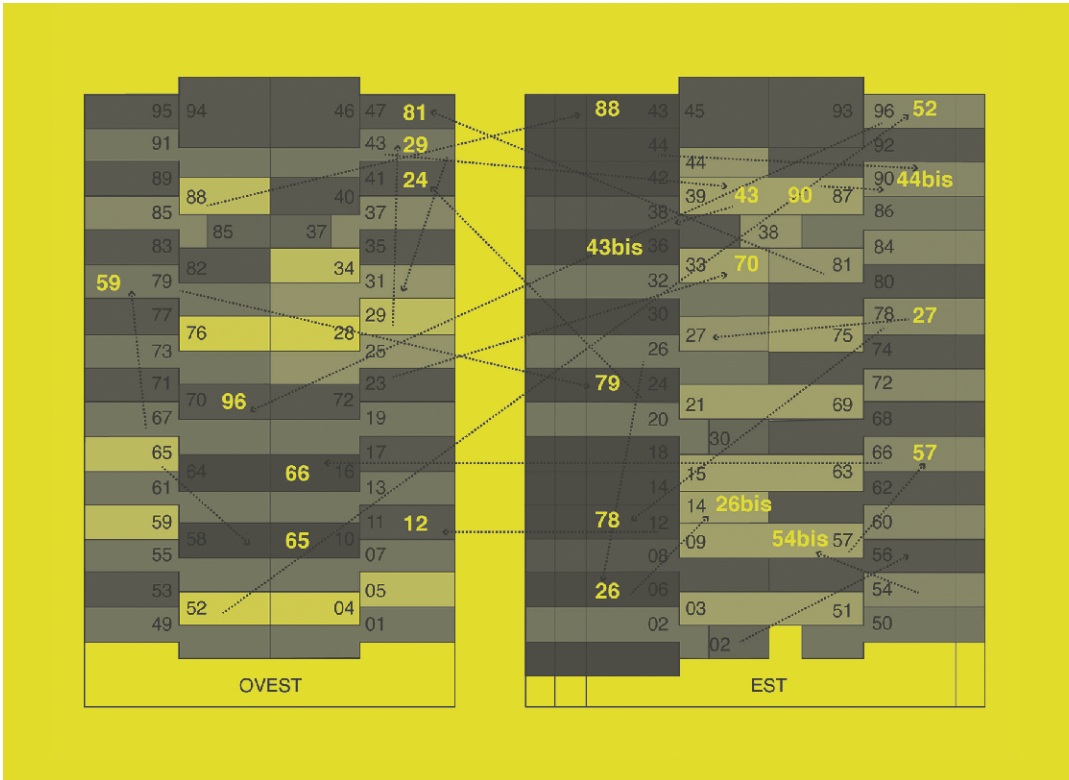 95 94 46 47 81 88 43 45 93 96 52
91 43 29 44 92
89 41 24 42 44 90 44bis
88 40 39 43 90 87
85 37 38 86
85 37 38
83 35 43bis 36 84
82 34 33 70 81
59 79 31 32 80
77 29 30 78 27
76 28 27 75
73 25 26 74
71 23 79 24 72
70 96 72 21 69
67 19 20 68
30
65 17 18 66 57
64 66 16 15 63
61 13 14 62
14 26bis
59 11 12 78 12 60
58 65 10 09 54bis 57
55 07 08 56
53 05 26 06 54
52 04 03 51
49 01 02 50
02
OVEST EST